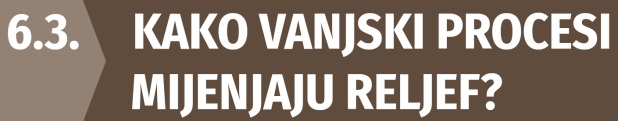 6.3. KAKO VANJSKI PROCESI
MIJENJAJU RELJEF?